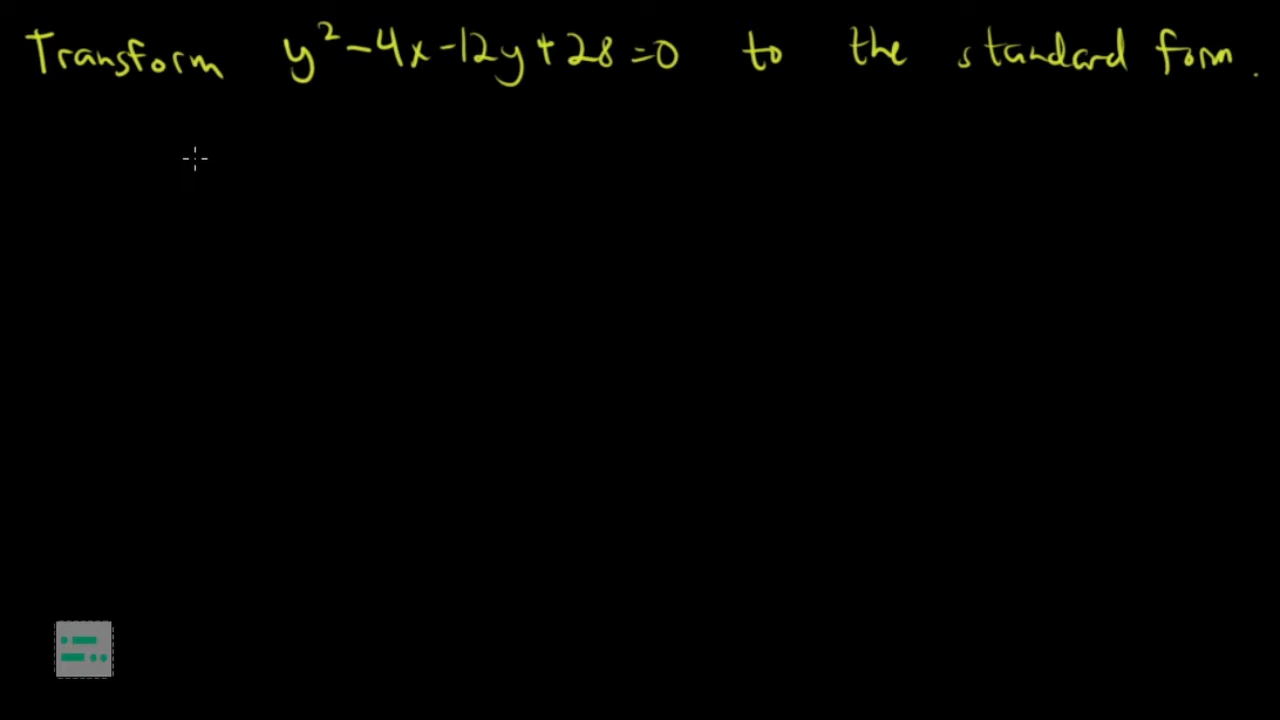 Transform y² - 4x - 12y + 28 = 0 to the standard form.